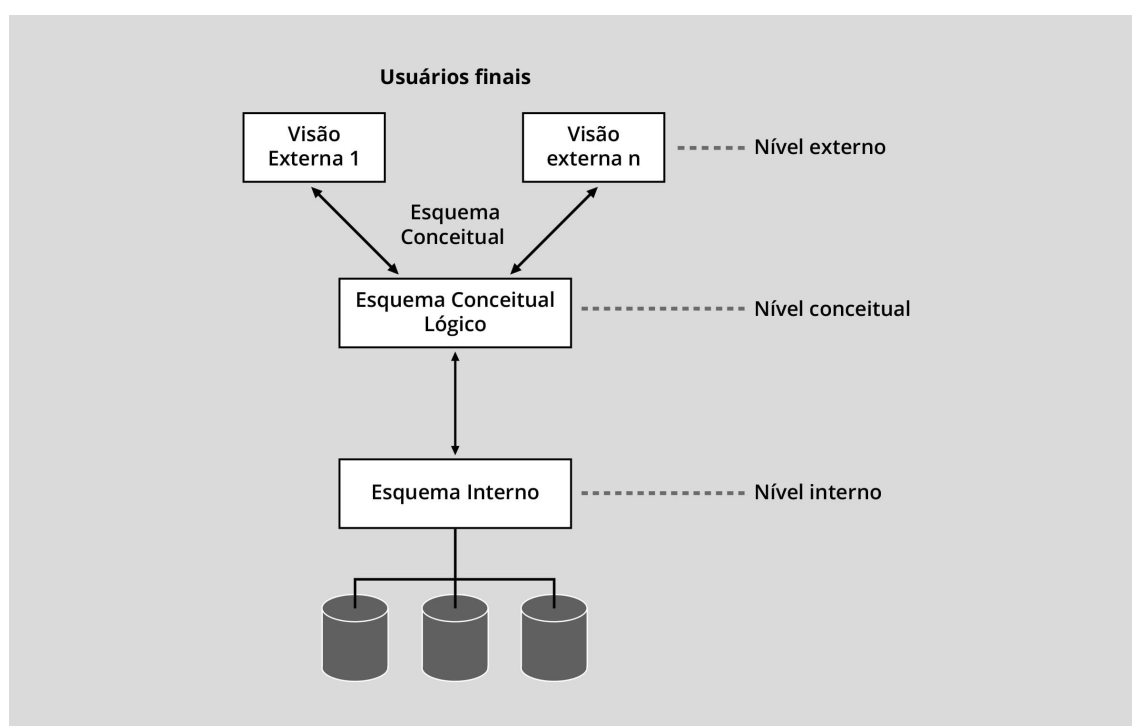 Usuários finais
Visão
Externa 1
Visão
externa n
Nível externo
Esquema
Conceitual
Esquema Conceitual
Lógico
Nível conceitual
Esquema Interno
Nível interno